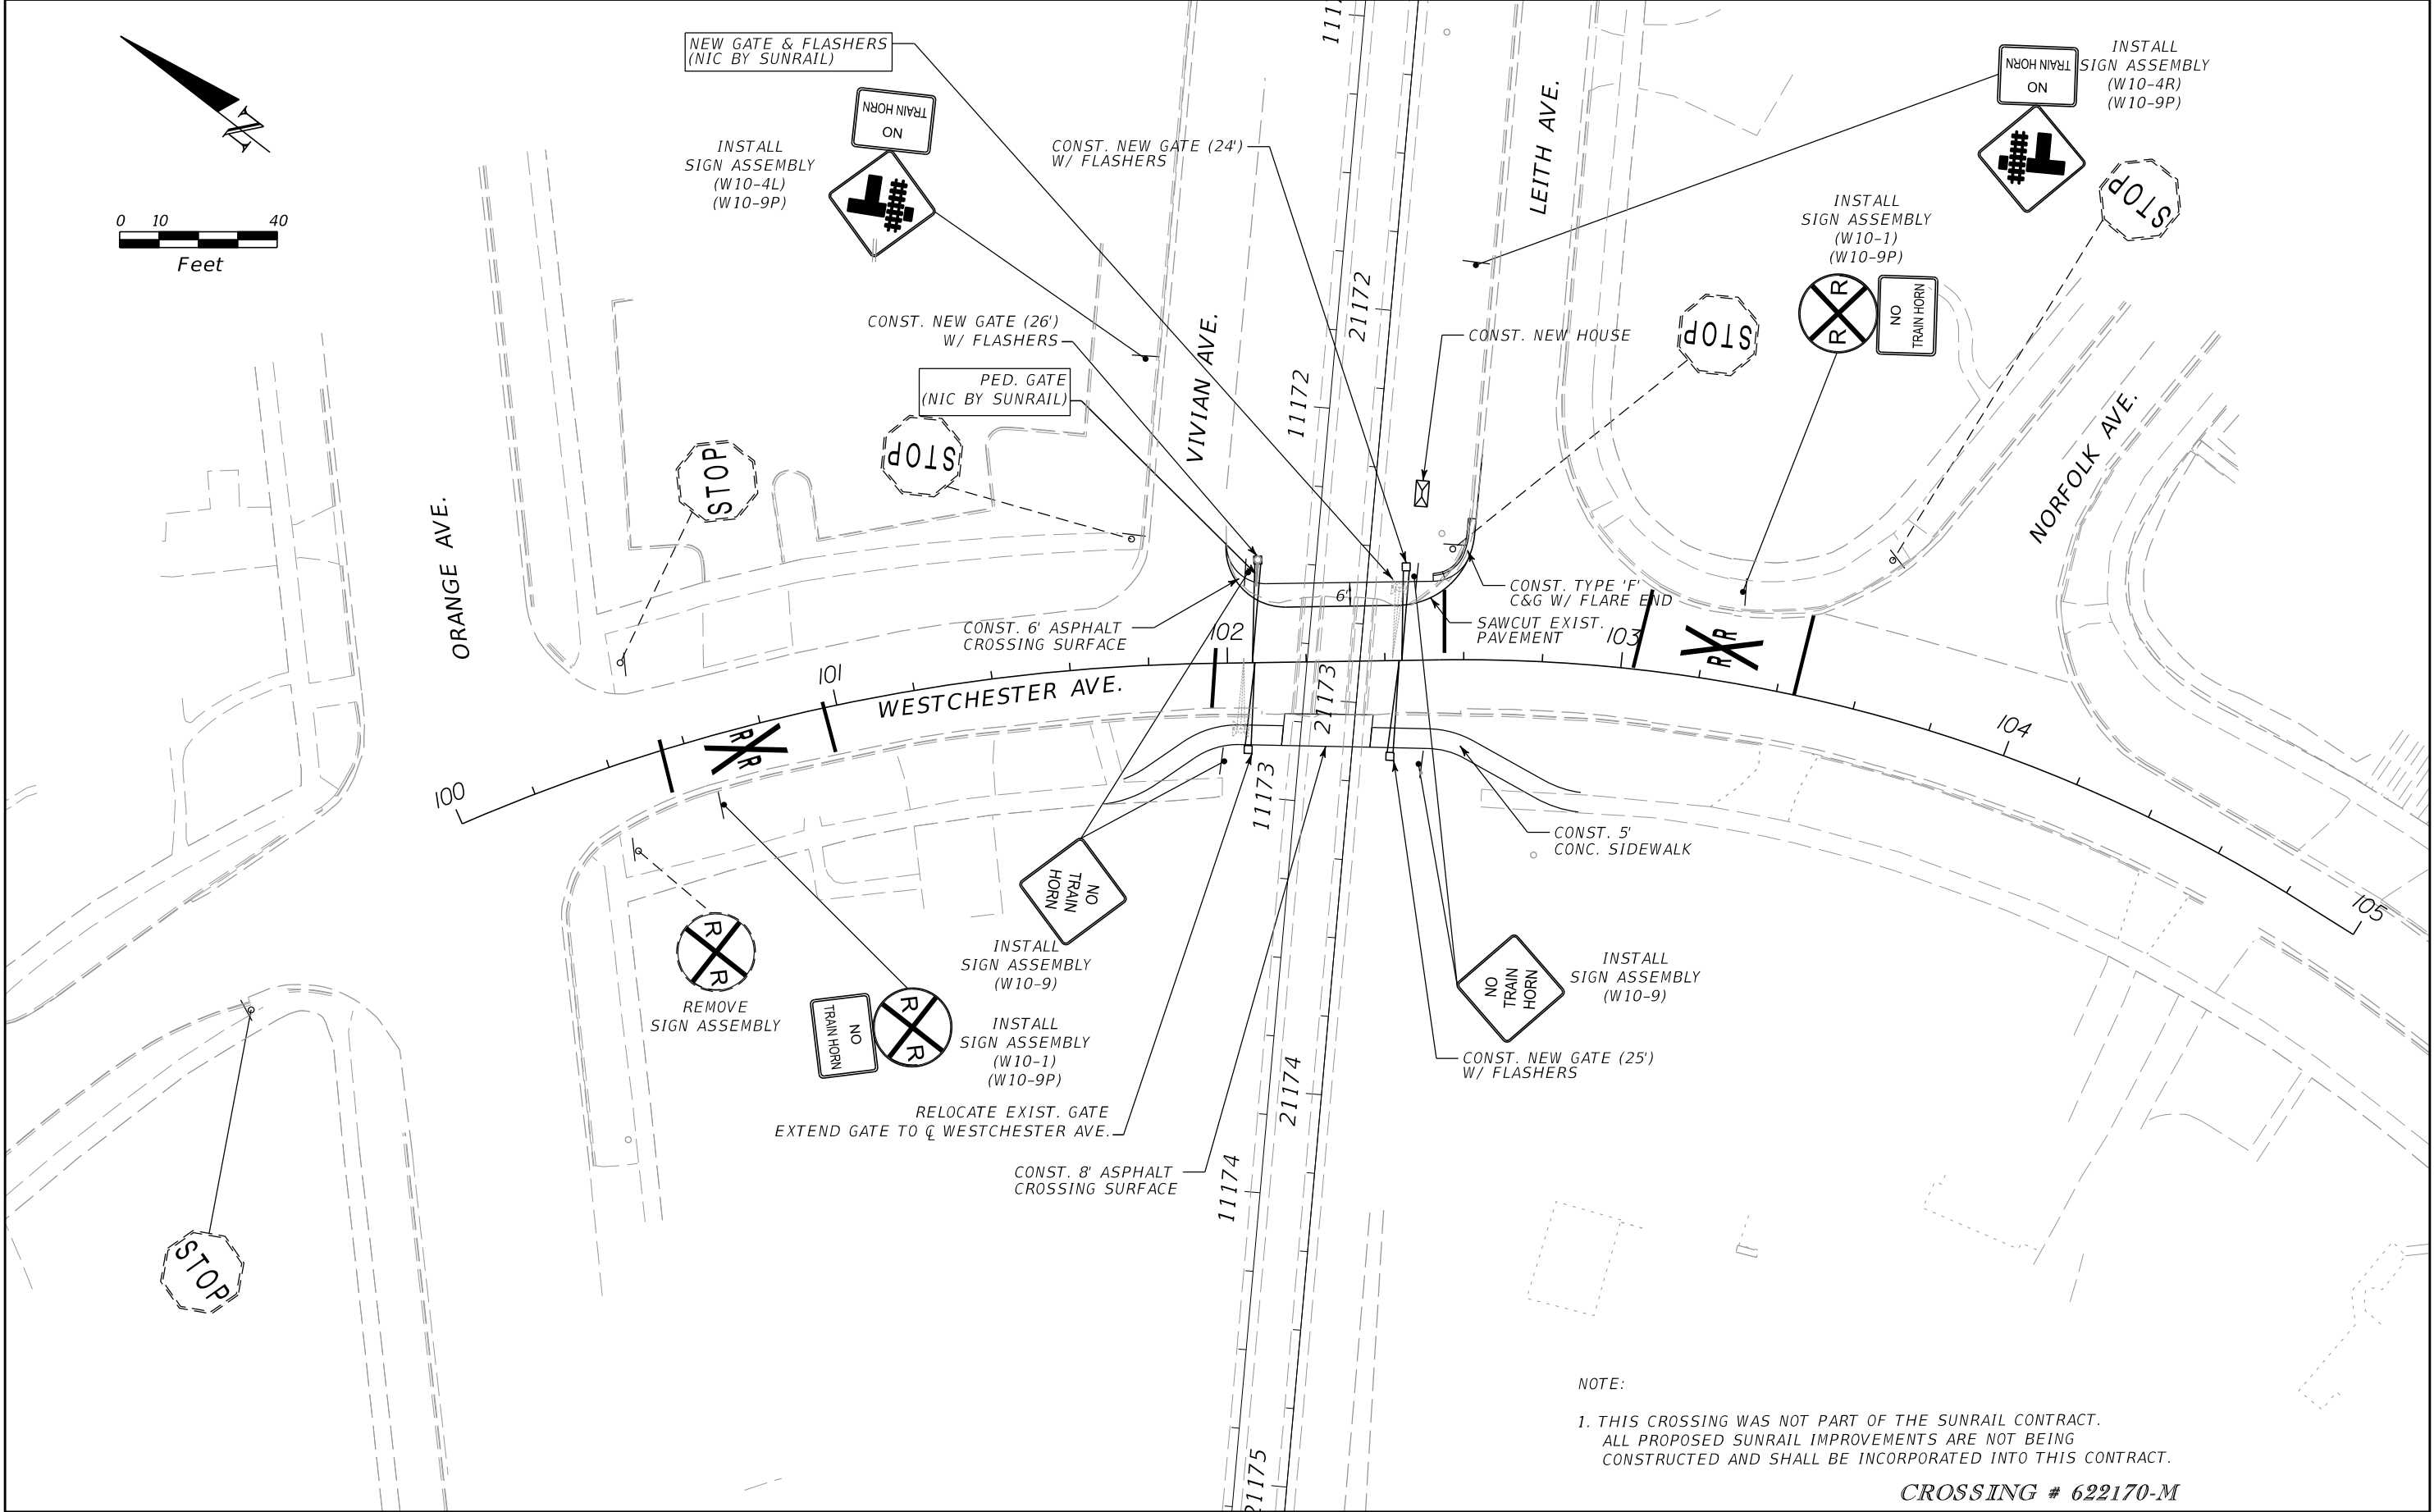 NEW GATE & FLASHERS
(NIC BY SUNRAIL)
NO
TRAIN HORN
INSTALL
SIGN ASSEMBLY
(W10-4L)
(W10-9P)
CONST. NEW GATE (24')
W/ FLASHERS
LEITH AVE.
NO
TRAIN HORN
INSTALL
SIGN ASSEMBLY
(W10-4R)
(W10-9P)
STOP
INSTALL
SIGN ASSEMBLY
(W10-1)
(W10-9P)
R R
NO
TRAIN HORN
N
0 10 40
Feet
CONST. NEW GATE (26')
W/ FLASHERS
PED. GATE
(NIC BY SUNRAIL)
VIVIAN AVE.
21172
11172
CONST. NEW HOUSE
STOP
STOP
STOP
ORANGE AVE.
NORFOLK AVE.
CONST. 6' ASPHALT
CROSSING SURFACE
6'
CONST. TYPE 'F'
C&G W/ FLARE END
SAWCUT EXIST.
PAVEMENT
100
101
102
103
104
105
R R
R R
WESTCHESTER AVE.
21173
11173
CONST. 5'
CONC. SIDEWALK
NO
TRAIN
HORN
INSTALL
SIGN ASSEMBLY
(W10-9)
R R
REMOVE
SIGN ASSEMBLY
NO
TRAIN HORN
R R
INSTALL
SIGN ASSEMBLY
(W10-1)
(W10-9P)
NO
TRAIN
HORN
INSTALL
SIGN ASSEMBLY
(W10-9)
CONST. NEW GATE (25')
W/ FLASHERS
RELOCATE EXIST. GATE
EXTEND GATE TO ℄ WESTCHESTER AVE.
CONST. 8' ASPHALT
CROSSING SURFACE
21174
11174
STOP
21175
NOTE:
1. THIS CROSSING WAS NOT PART OF THE SUNRAIL CONTRACT.
ALL PROPOSED SUNRAIL IMPROVEMENTS ARE NOT BEING
CONSTRUCTED AND SHALL BE INCORPORATED INTO THIS CONTRACT.
CROSSING # 622170-M